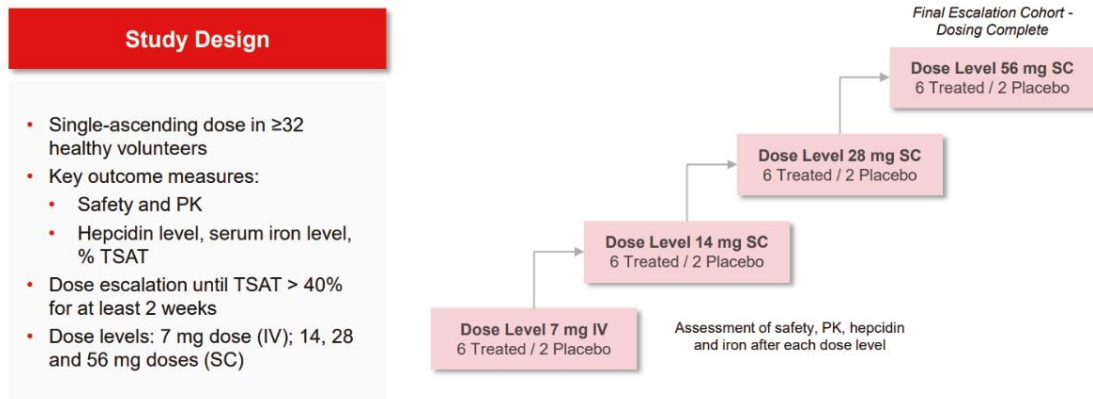 Study Design
• Single-ascending dose in ≥32
healthy volunteers
• Key outcome measures:
• Safety and PK
• Hepcidin level, serum iron level,
% TSAT
• Dose escalation until TSAT > 40%
for at least 2 weeks
• Dose levels: 7 mg dose (IV); 14, 28
and 56 mg doses (SC)
Final Escalation Cohort -
Dosing Complete
Dose Level 56 mg SC
6 Treated / 2 Placebo
Dose Level 28 mg SC
6 Treated / 2 Placebo
Dose Level 14 mg SC
6 Treated / 2 Placebo
Dose Level 7 mg IV
6 Treated / 2 Placebo
Assessment of safety, PK, hepcidin
and iron after each dose level